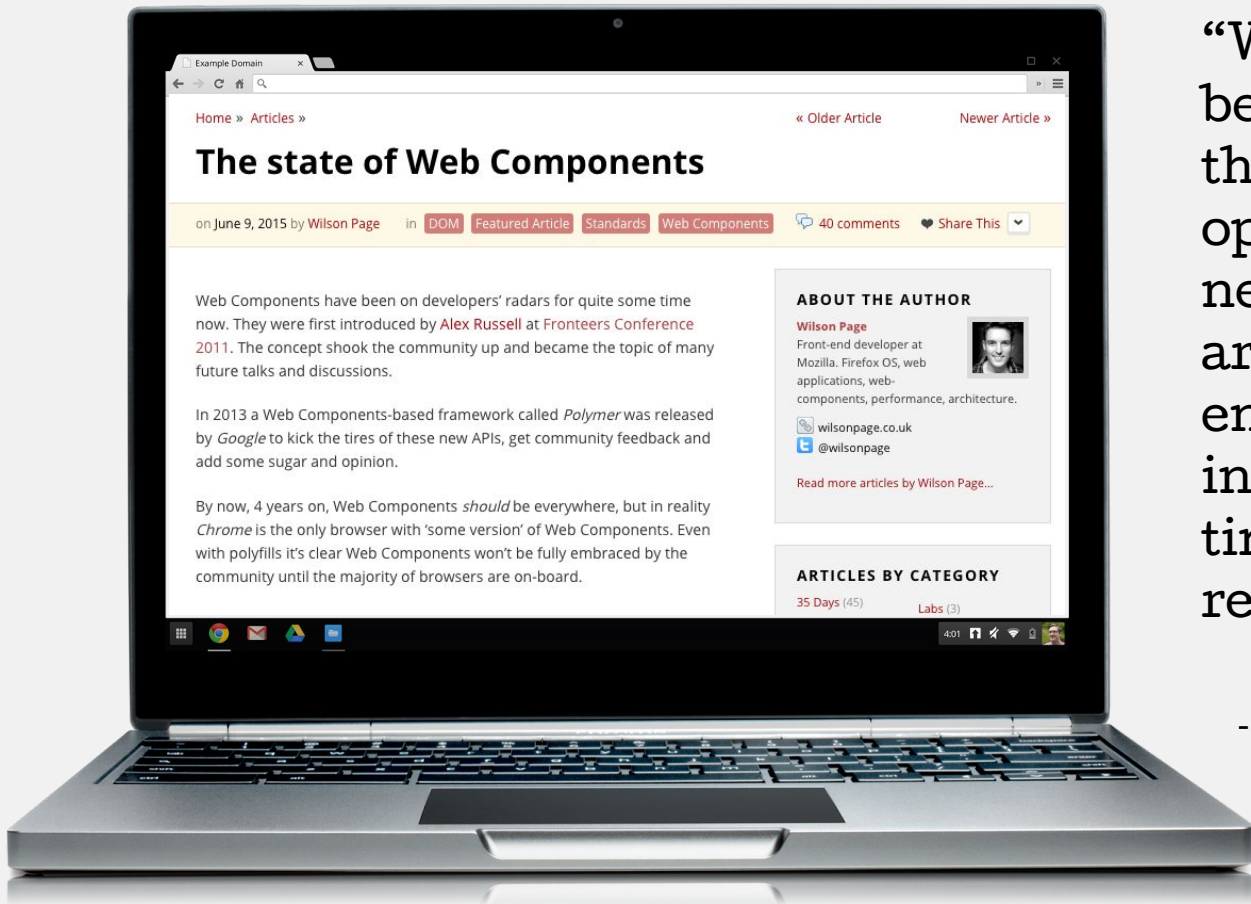 Example Domain
Home » Articles »
« Older Article
Newer Article »
The state of Web Components
on June 9, 2015 by Wilson Page in DOM Featured Article Standards Web Components 40 comments Share This
Web Components have been on developers’ radars for quite some time
now. They were first introduced by Alex Russell at Fronteers Conference
2011. The concept shook the community up and became the topic of many
future talks and discussions.
In 2013 a Web Components-based framework called Polymer was released
by Google to kick the tires of these new APIs, get community feedback and
add some sugar and opinion.
By now, 4 years on, Web Components should be everywhere, but in reality
Chrome is the only browser with ‘some version’ of Web Components. Even
with polyfills it’s clear Web Components won’t be fully embraced by the
community until the majority of browsers are on-board.
ABOUT THE AUTHOR
Wilson Page
Front-end developer at
Mozilla. Firefox OS, web
applications, web-
components, performance, architecture.
wilsonpage.co.uk
@wilsonpage
Read more articles by Wilson Page...
ARTICLES BY CATEGORY
35 Days (45)
Labs (3)
4:01
“W
be
th
op
ne
in
re
-